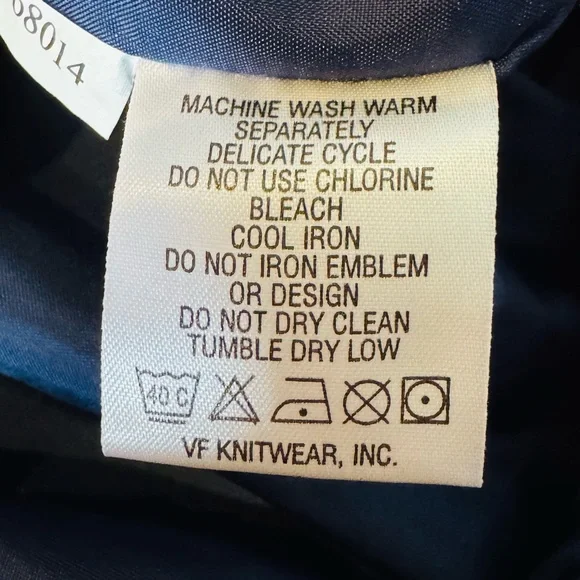 68014
MACHINE WASH WARM
SEPARATELY
DELICATE CYCLE
DO NOT USE CHLORINE
BLEACH
COOL IRON
DO NOT IRON EMBLEM
OR DESIGN
DO NOT DRY CLEAN
TUMBLE DRY LOW
40 C
VF KNITWEAR, INC.